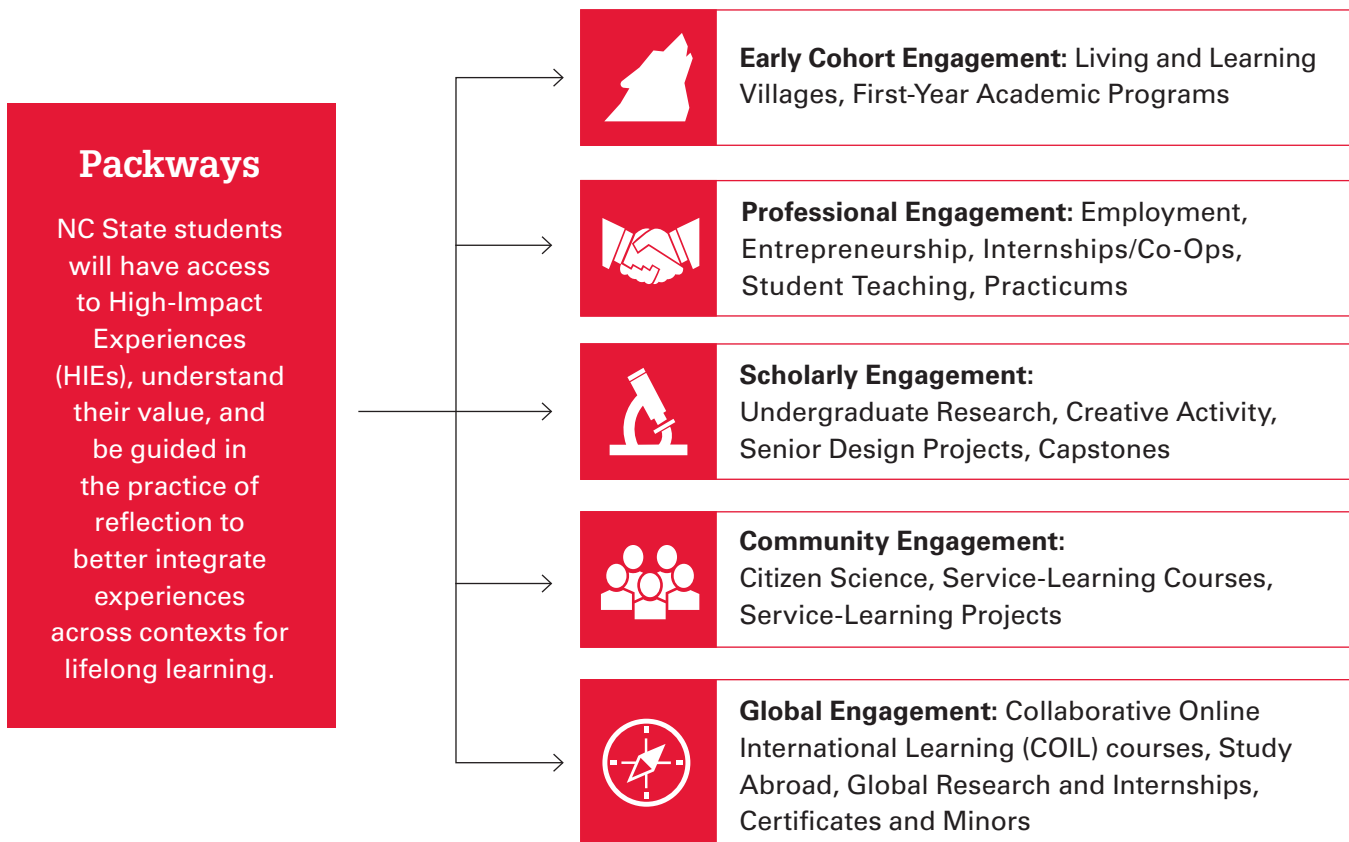 Packways
NC State students
will have access
to High-Impact
Experiences
(HIEs), understand
their value, and
be guided in
the practice of
reflection to
better integrate
experiences
across contexts for
lifelong learning.
Early Cohort Engagement: Living and Learning
Villages, First-Year Academic Programs
Professional Engagement: Employment,
Entrepreneurship, Internships/Co-Ops,
Student Teaching, Practicums
Scholarly Engagement:
Undergraduate Research, Creative Activity,
Senior Design Projects, Capstones
Community Engagement:
Citizen Science, Service-Learning Courses,
Service-Learning Projects
Global Engagement: Collaborative Online
International Learning (COIL) courses, Study
Abroad, Global Research and Internships,
Certificates and Minors